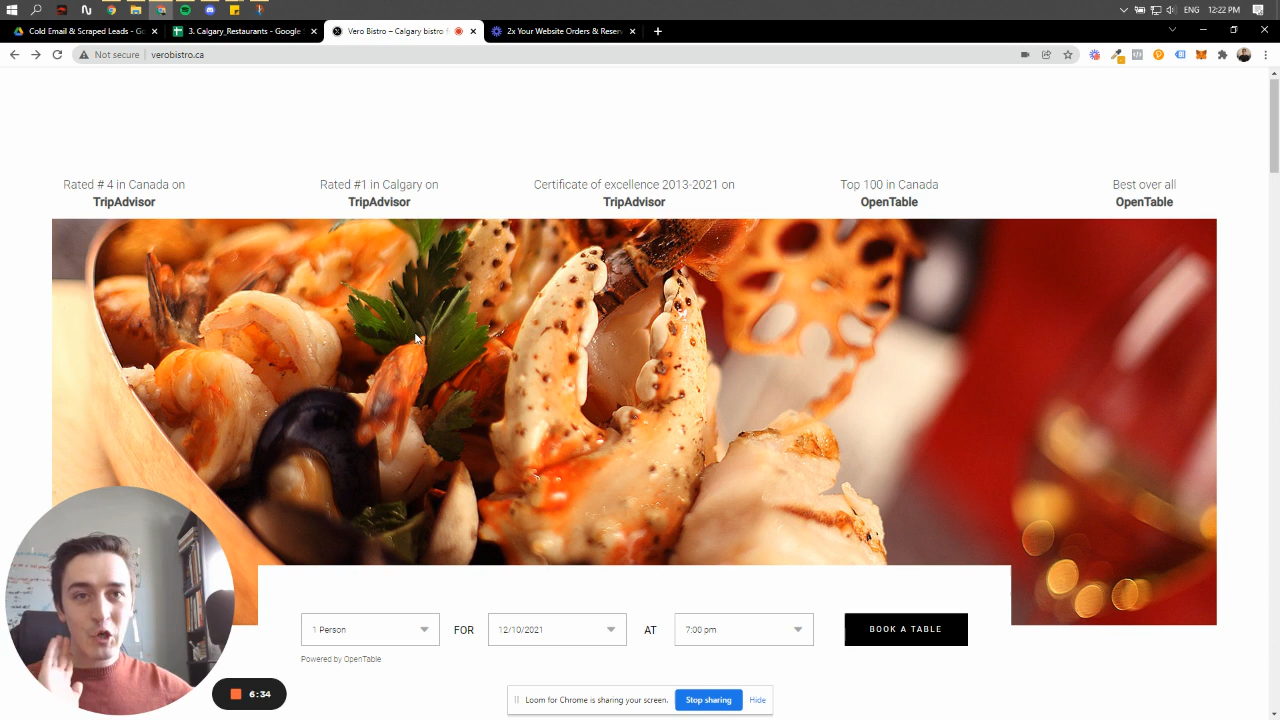 ENG
12:22 PM
Cold Email & Scraped Leads - Go
3. Calgary_Restaurants - Google
Vero Bistro – Calgary bistro
2x Your Website Orders & Reser
Not secure
verobistro.ca
Rated # 4 in Canada on
TripAdvisor
Rated #1 in Calgary on
TripAdvisor
Certificate of excellence 2013-2021 on
TripAdvisor
Top 100 in Canada
OpenTable
Best over all
OpenTable
1 Person
FOR
12/10/2021
AT
7:00 pm
BOOK A TABLE
Powered by OpenTable
6:34
Loom for Chrome is sharing your screen.
Stop sharing
Hide